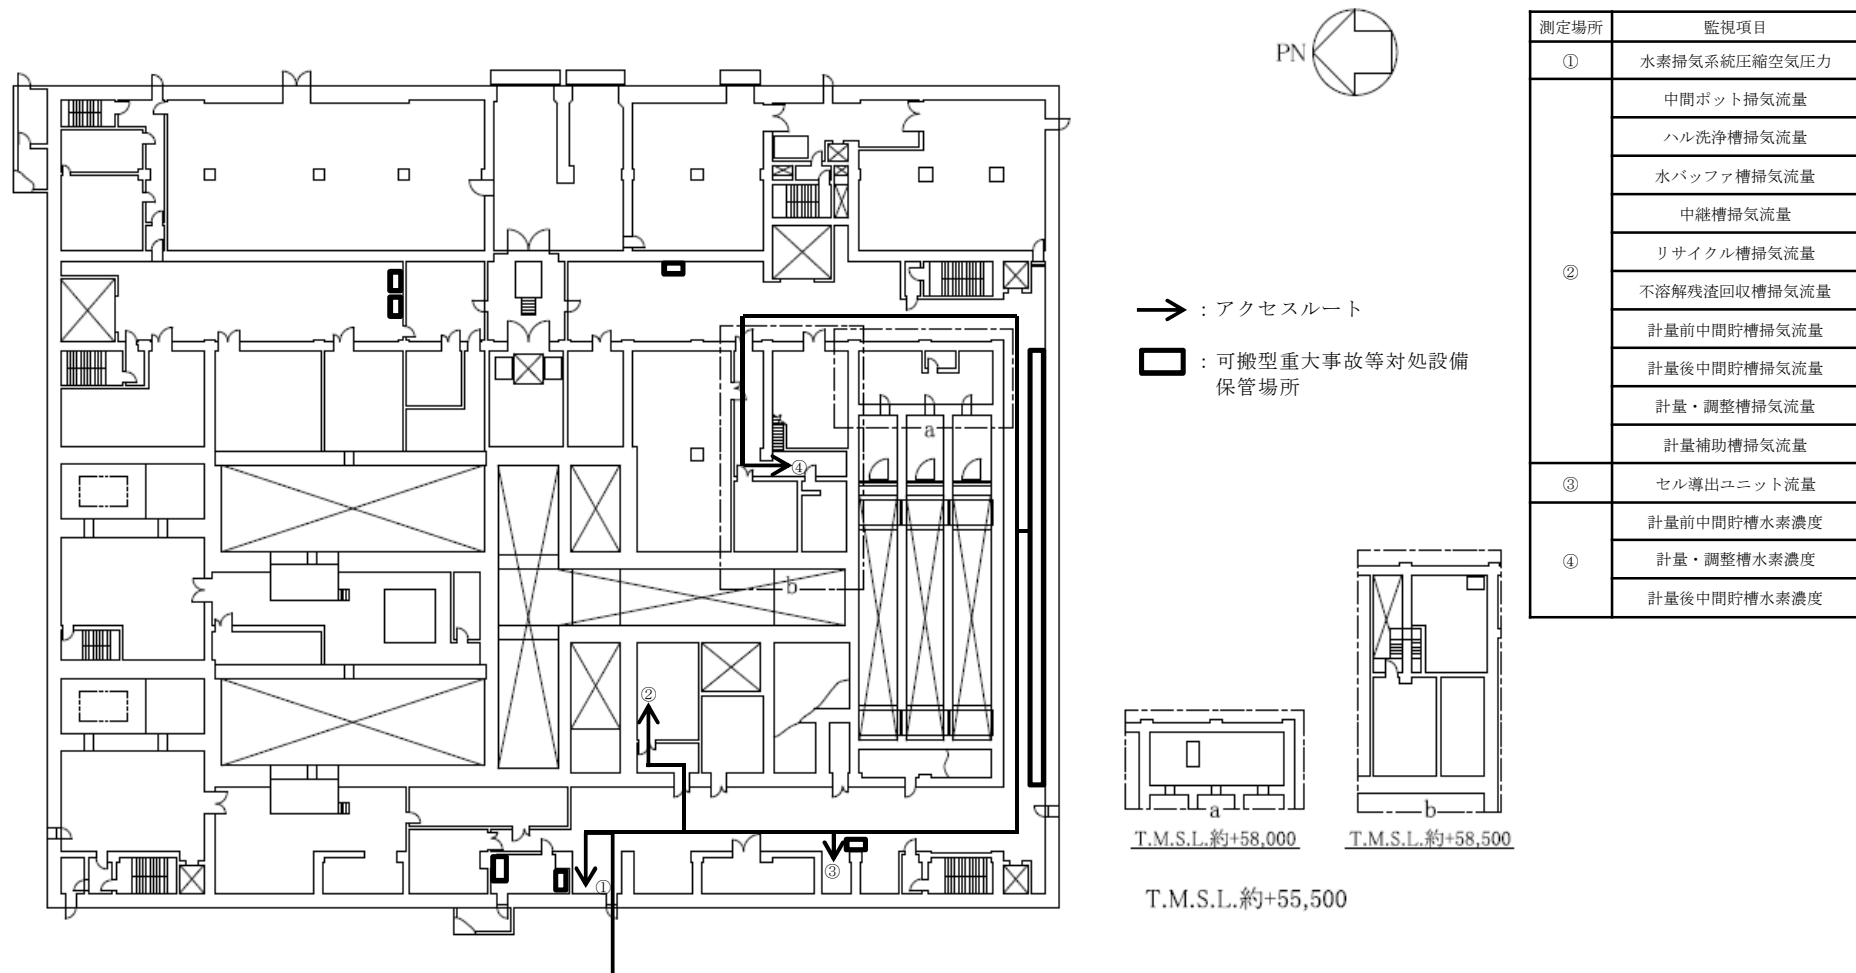 PN
測定場所 監視項目
① 水素掃気系統圧縮空気圧力
② 中間ポット掃気流量
ハル洗浄槽掃気流量
水バッファ槽掃気流量
中継槽掃気流量
リサイクル槽掃気流量
不溶解残渣回収槽掃気流量
計量前中間貯槽掃気流量
計量後中間貯槽掃気流量
計量・調整槽掃気流量
計量補助槽掃気流量
③ セル導出ユニット流量
④ 計量前中間貯槽水素濃度
計量・調整槽水素濃度
計量後中間貯槽水素濃度
：アクセスルート
：可搬型重大事故等対処設備
保管場所
a
④
b
②
①
③
a
T.M.S.L.約+58,000
b
T.M.S.L.約+58,500
T.M.S.L.約+55,500